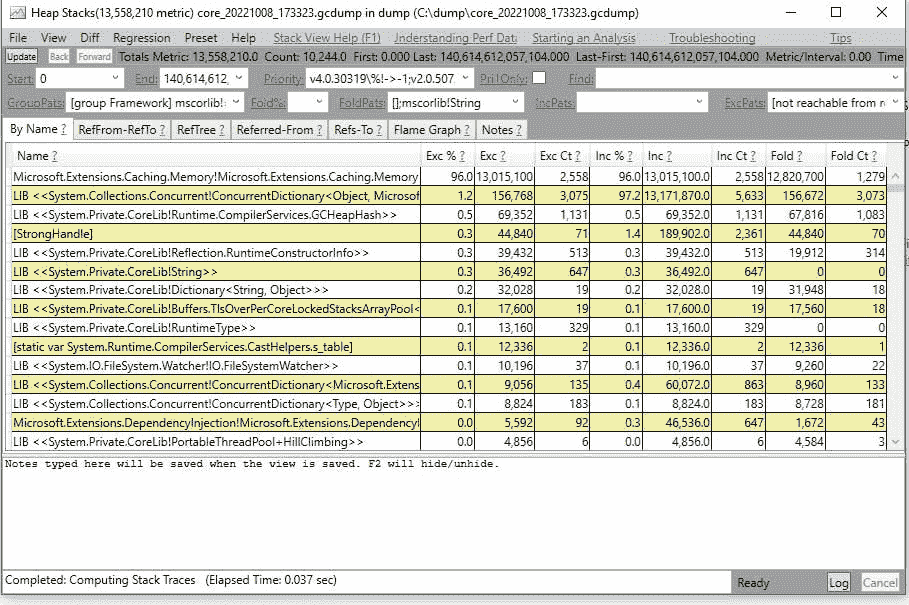 Heap Stacks(13,558,210 metric) core_20221008_173323.gcdump in dump (C:\dump\core_20221008_173323.gcdump)
File View Diff Regression Preset Help Stack View Help (F1) Understanding Perf Data Starting an Analysis Troubleshooting Tips
Update Back Forward Totals Metric: 13,558,210.0 Count: 10,244.0 First: 0.000 Last: 140,614,612,057,104.000 Last-First: 140,614,612,057,104.000 Metric/Interval: 0.00 Time
Start: 0 End: 140,614,612, Priority: v4.0.30319\%!->-1;v2.0.507. Pri1Only: Find:
GroupPats: [group Framework] mscorlib! Fold%: FoldPats: [];mscorlib!String IncPats: ExcPats: [not reachable from r
By Name ? RefFrom-RefTo ? RefTree ? Referred-From ? Refs-To ? Flame Graph ? Notes ?
Name ? Exc % ? Exc ? Exc Ct ? Inc % ? Inc ? Inc Ct ? Fold ? Fold Ct ?
Microsoft.Extensions.Caching.Memory!Microsoft.Extensions.Caching.Memory 96.0 13,015,100 2,558 96.0 13,015,100.0 2,558 12,820,700 1,279
LIB <<System.Collections.Concurrent!ConcurrentDictionary<Object, Microsof 1.2 156,768 3,075 97.2 13,171,870.0 5,633 156,672 3,073
LIB <<System.Private.CoreLib!Runtime.CompilerServices.GCHeapHash>> 0.5 69,352 1,131 0.5 69,352.0 1,131 67,816 1,083
[StrongHandle] 0.3 44,840 71 1.4 189,902.0 2,361 44,840 70
LIB <<System.Private.CoreLib!Reflection.RuntimeConstructorInfo>> 0.3 39,432 513 0.3 39,432.0 513 19,912 314
LIB <<System.Private.CoreLib!String>> 0.3 36,492 647 0.3 36,492.0 647 0 0
LIB <<System.Private.CoreLib!Dictionary<String, Object>>> 0.2 32,028 19 0.2 32,028.0 19 31,948 18
LIB <<System.Private.CoreLib!Buffers.TlsOverPerCoreLockedStacksArrayPool< 0.1 17,600 19 0.1 17,600.0 19 17,560 18
LIB <<System.Private.CoreLib!RuntimeType>> 0.1 13,160 329 0.1 13,160.0 329 0 0
[static var System.Runtime.CompilerServices.CastHelpers.s_table] 0.1 12,336 2 0.1 12,336.0 2 12,336 1
LIB <<System.IO.FileSystem.Watcher!IO.FileSystemWatcher>> 0.1 10,196 37 0.1 10,196.0 37 9,260 22
LIB <<System.Collections.Concurrent!ConcurrentDictionary<Microsoft.Extens 0.1 9,056 135 0.4 60,072.0 863 8,960 133
LIB <<System.Collections.Concurrent!ConcurrentDictionary<Type, Object>>> 0.1 8,824 183 0.1 8,824.0 183 8,728 181
Microsoft.Extensions.DependencyInjection!Microsoft.Extensions.DependencyI 0.0 5,592 92 0.3 46,536.0 647 1,672 43
LIB <<System.Private.CoreLib!PortableThreadPool+HillClimbing>> 0.0 4,856 6 0.0 4,856.0 6 4,584 3
Notes typed here will be saved when the view is saved. F2 will hide/unhide.
Completed: Computing Stack Traces (Elapsed Time: 0.037 sec) Ready Log Cancel